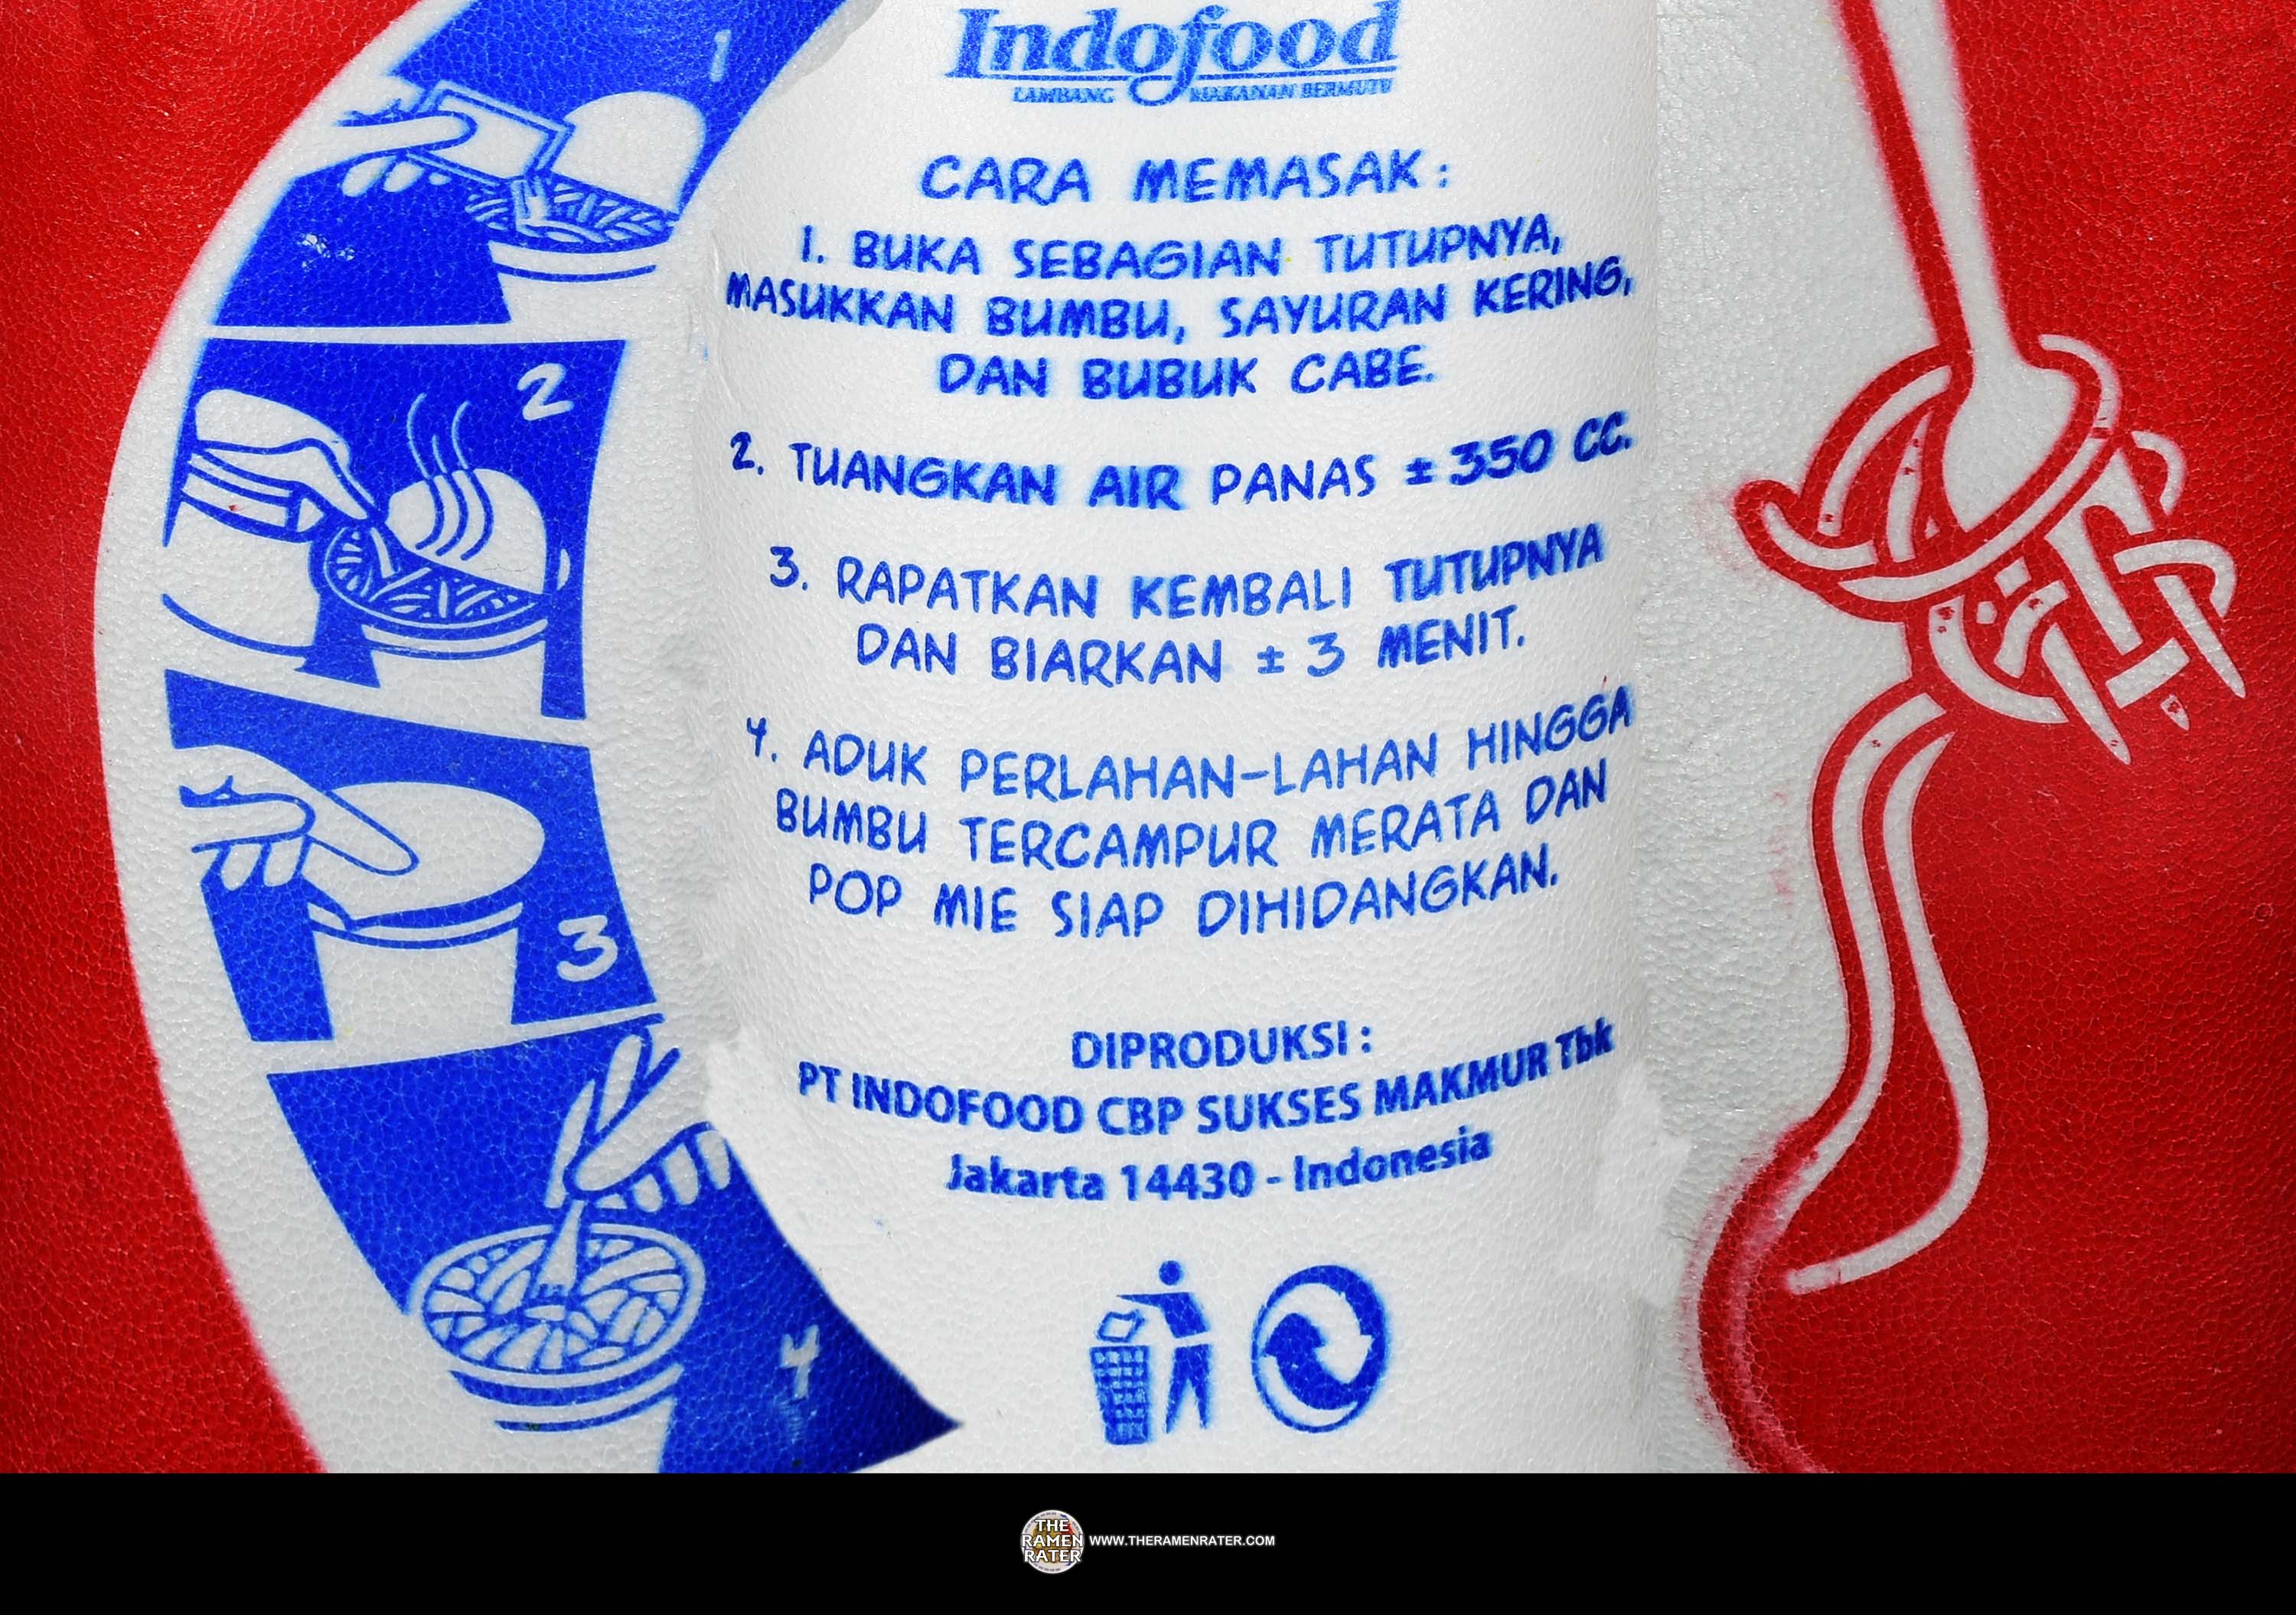 Indofood
LAMBANG MAKANAN BERMUTU
CARA MEMASAK:
1. BUKA SEBAGIAN TUTUPNYA,
MASUKKAN BUMBU, SAYURAN KERING,
DAN BUBUK CABE.
2. TUANGKAN AIR PANAS ± 350 CC.
3. RAPATKAN KEMBALI TUTUPNYA
DAN BIARKAN ± 3 MENIT.
4. ADUK PERLAHAN-LAHAN HINGGA
BUMBU TERCAMPUR MERATA DAN
POP MIE SIAP DIHIDANGKAN.
DIPRODUKSI :
PT INDOFOOD CBP SUKSES MAKMUR Tbk
Jakarta 14430 - Indonesia
1
2
3
4
THE
RAMEN
RATER
WWW.THERAMENRATER.COM